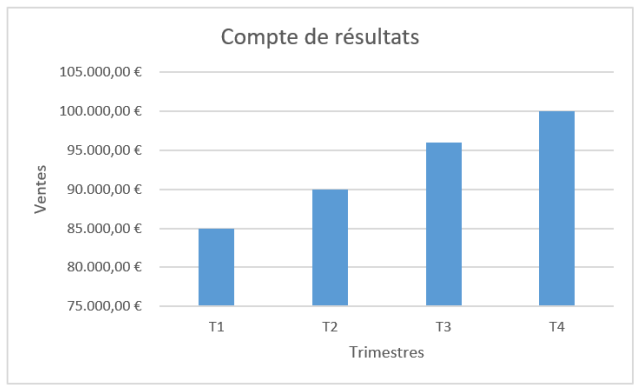 Compte de résultats
105.000,00 €
100.000,00 €
95.000,00 €
90.000,00 €
85.000,00 €
80.000,00 €
75.000,00 €
Ventes
T1 T2 T3 T4
Trimestres